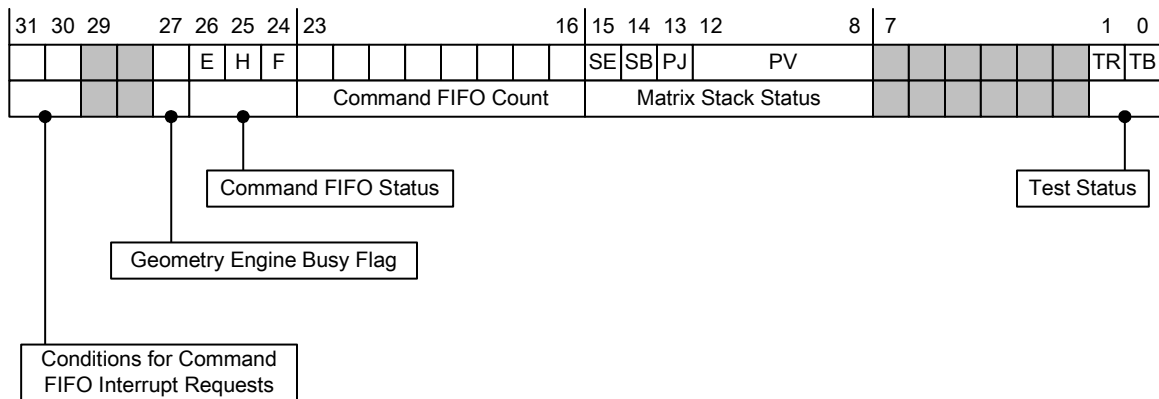 31 30 29 27 26 25 24 23 16 15 14 13 12 8 7 1 0
E H F SE SB PJ PV TR TB
Command FIFO Count Matrix Stack Status
Command FIFO Status
Test Status
Geometry Engine Busy Flag
Conditions for Command
FIFO Interrupt Requests